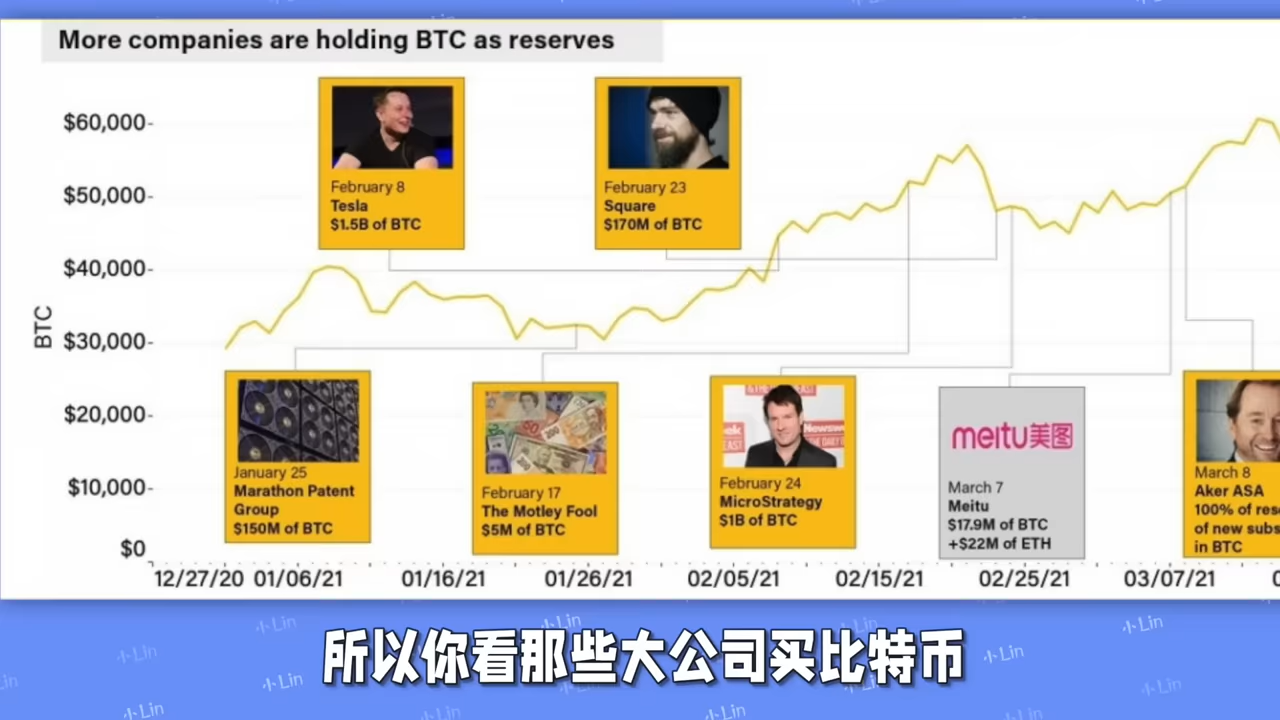 More companies are holding BTC as reserves
$60,000
$50,000
$40,000
$30,000
$20,000
$10,000
$0
BTC
February 8
Tesla
$1.5B of BTC
February 23
Square
$170M of BTC
January 25
Marathon Patent
Group
$150M of BTC
February 17
The Motley Fool
$5M of BTC
February 24
MicroStrategy
$1B of BTC
meitu美图
March 7
Meitu
$17.9M of BTC
+$22M of ETH
March 8
Aker ASA
100% of res
of new subs
in BTC
12/27/20 01/06/21 01/16/21 01/26/21 02/05/21 02/15/21 02/25/21 03/07/21
所以你看那些大公司买比特币
小Lin